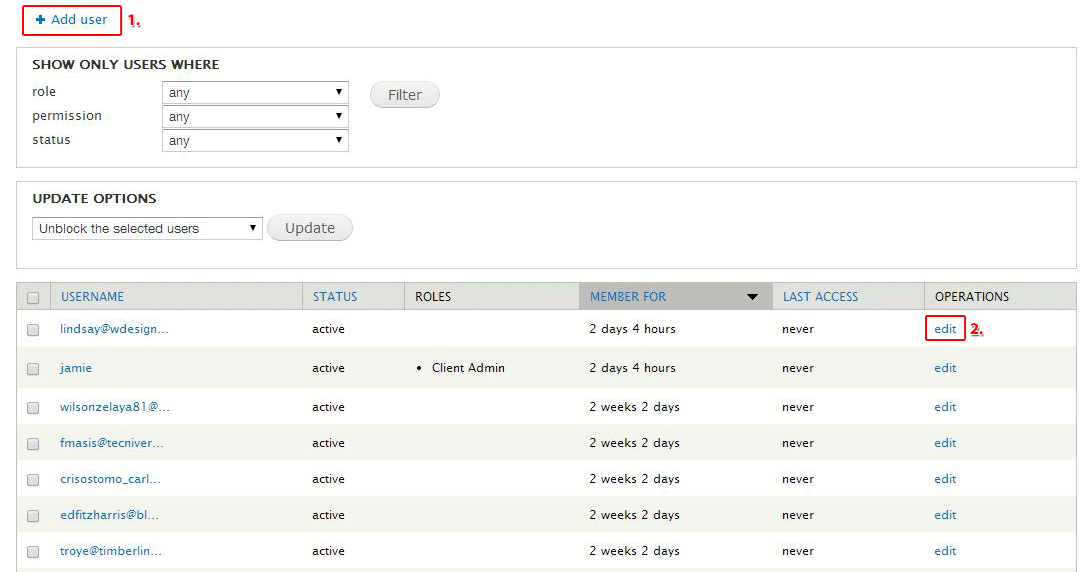 + Add user 1.
SHOW ONLY USERS WHERE
role any Filter
permission any
status any
UPDATE OPTIONS
Unblock the selected users Update
USERNAME STATUS ROLES MEMBER FOR LAST ACCESS OPERATIONS
lindsay@wdesign... active 2 days 4 hours never edit 2.
jamie active • Client Admin 2 days 4 hours never edit
wilsonzelaya81@... active 2 weeks 2 days never edit
fmasis@tecniver... active 2 weeks 2 days never edit
crisostomo_carl... active 2 weeks 2 days never edit
edfitzharris@bl... active 2 weeks 2 days never edit
troye@timberlin... active 2 weeks 2 days never edit